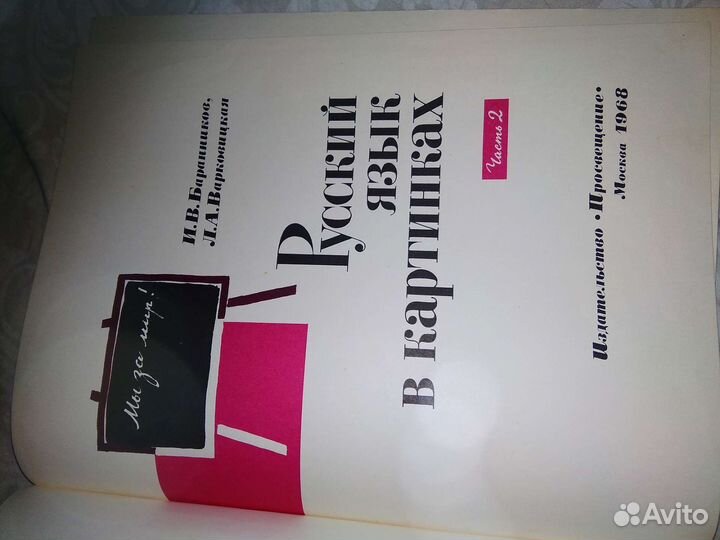 И.В.Баранников,
Л.А.Варковицкая
Мы за мир!
Русский
язык
в картинках
Часть 2
Издательство •Просвещение•
Москва 1968
Avito